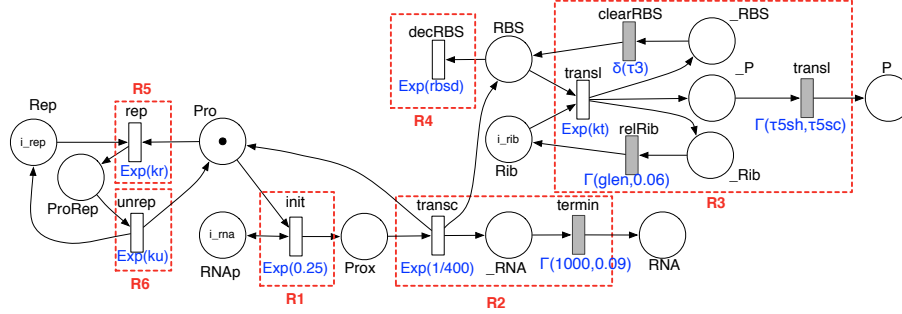 clearRBS
_RBS
RBS
decRBS
δ(τ3)
R4
Exp(rbsd)
transl
_P
transl
P
Exp(kt)
Γ(τ5sh,τ5sc)
i_rib
relRib
Rib
Γ(glen,0.06)
_Rib
R3
R5
Rep
rep
Pro
i_rep
Exp(kr)
ProRep
unrep
Exp(ku)
R6
init
i_rna
RNAp
Exp(0.25)
Prox
R1
transc
termin
Exp(1/400)
_RNA
Γ(1000,0.09)
RNA
R2